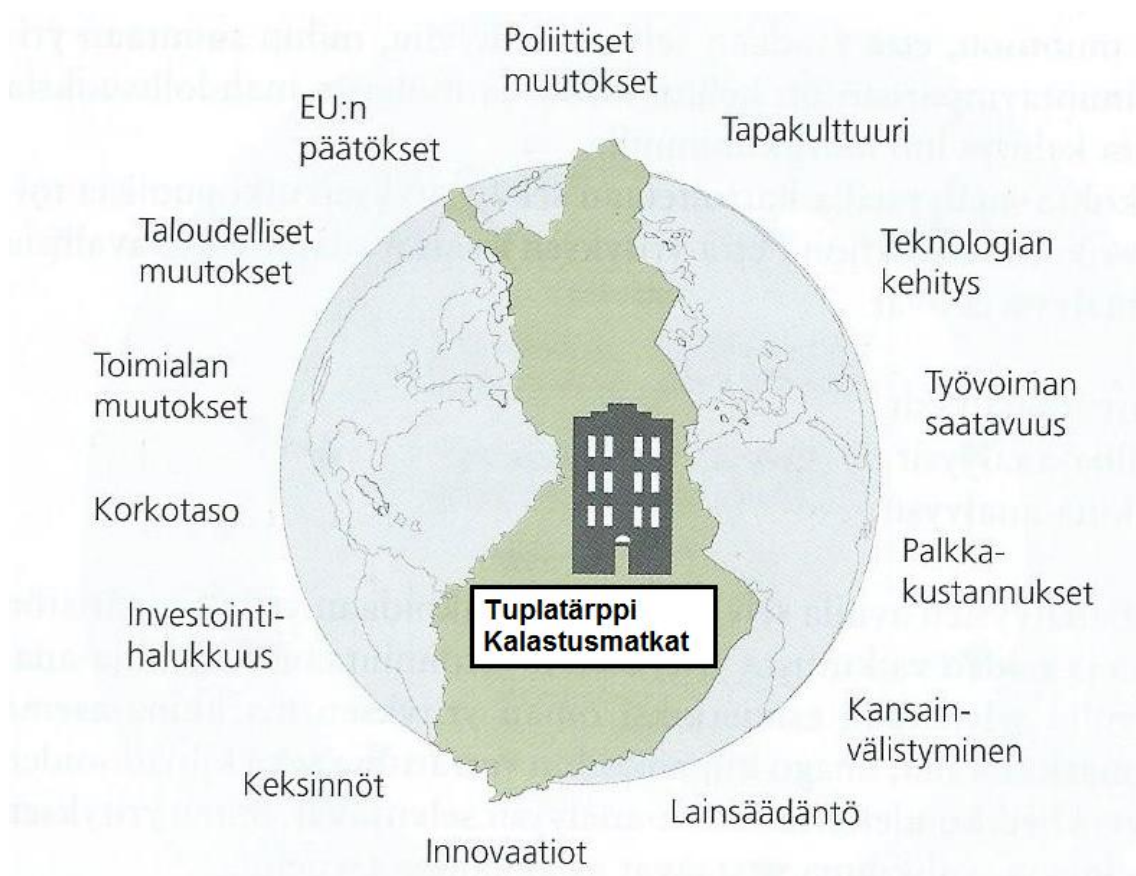 Poliittiset
muutokset
EU:n
päätökset
Tapakulttuuri
Taloudelliset
muutokset
Teknologian
kehitys
Toimialan
muutokset
Työvoiman
saatavuus
Korkotaso
Palkka-
kustannukset
Tuplatärppi
Kalastusmatkat
Investointi-
halukkuus
Kansain-
välistyminen
Keksinnöt
Lainsäädäntö
Innovaatiot